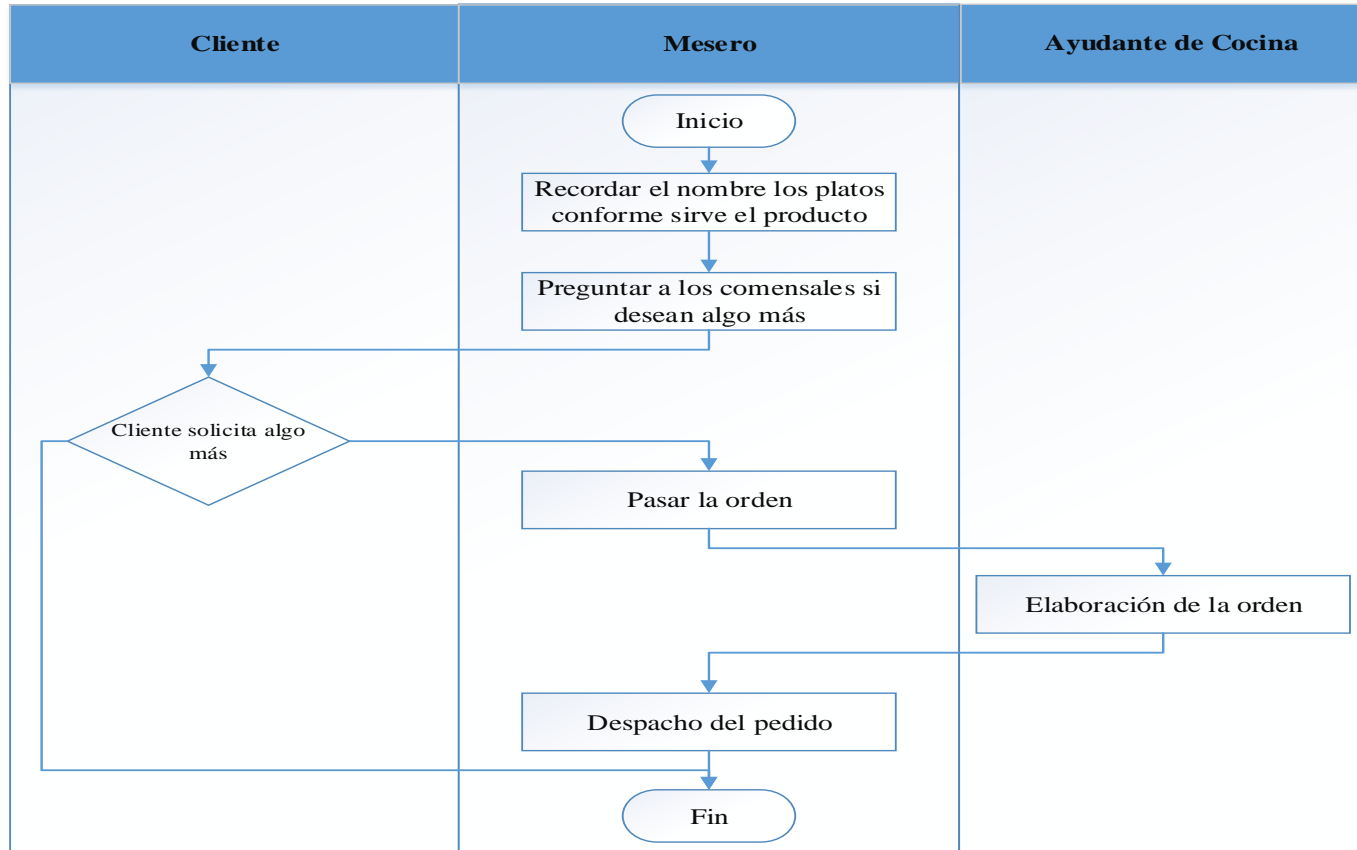 Cliente
Mesero
Ayudante de Cocina
Inicio
Recordar el nombre los platos
conforme sirve el producto
Preguntar a los comensales si
desean algo más
Cliente solicita algo
más
Pasar la orden
Elaboración de la orden
Despacho del pedido
Fin